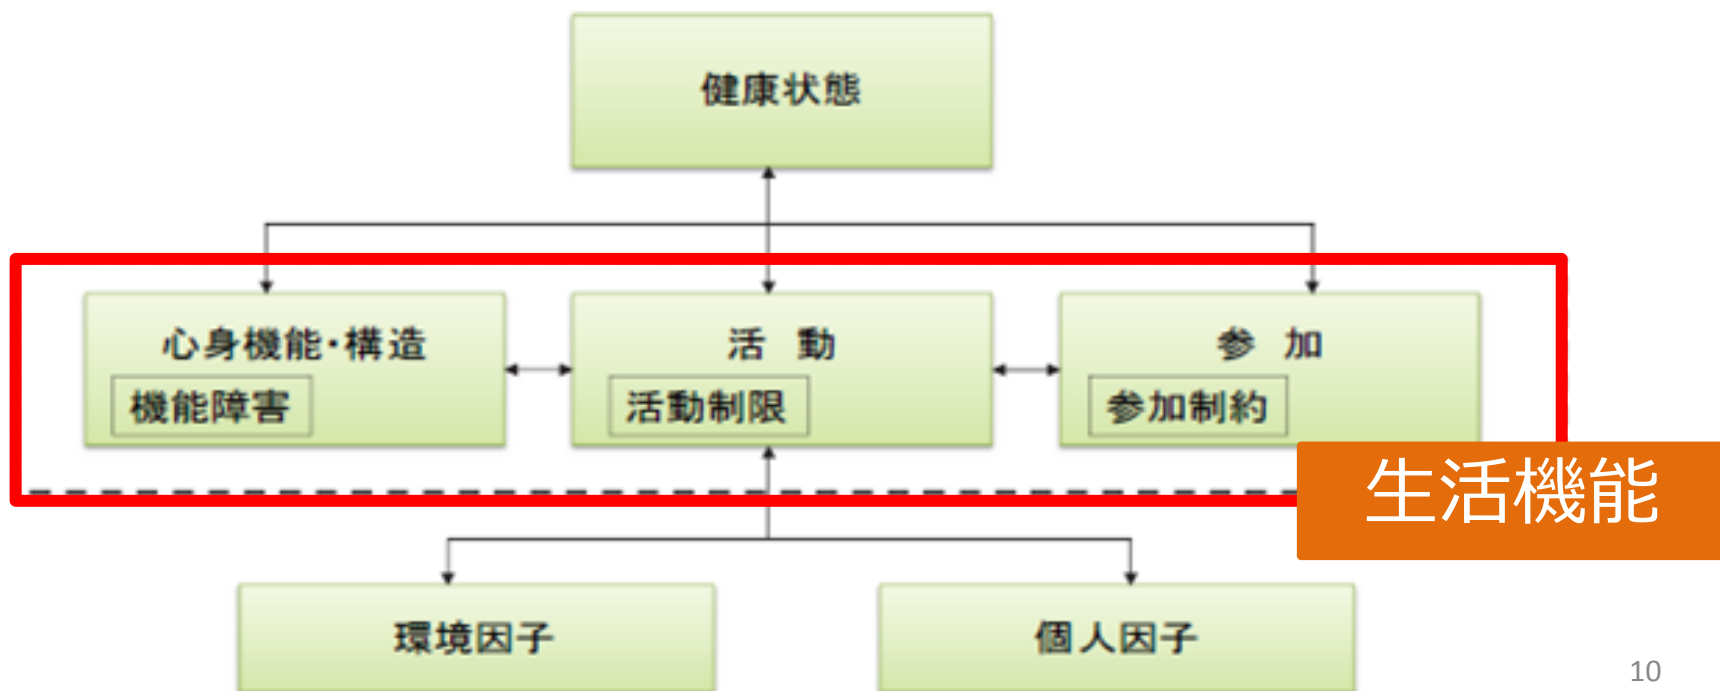 健康状態
心身機能・構造
機能障害
活 動
活動制限
参 加
参加制約
生活機能
環境因子
個人因子
10